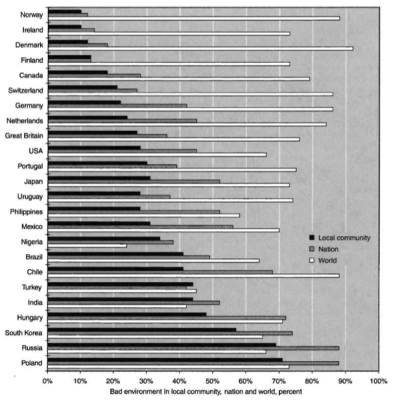 Norway
Ireland
Denmark
Finland
Canada
Switzerland
Germany
Netherlands
Great Britain
USA
Portugal
Japan
Uruguay
Philippines
Mexico
Nigeria
Brazil
Chile
Turkey
India
Hungary
South Korea
Russia
Poland
Local community
Nation
World
0% 10% 20% 30% 40% 50% 60% 70% 80% 90% 100%
Bad environment in local community, nation and world, percent